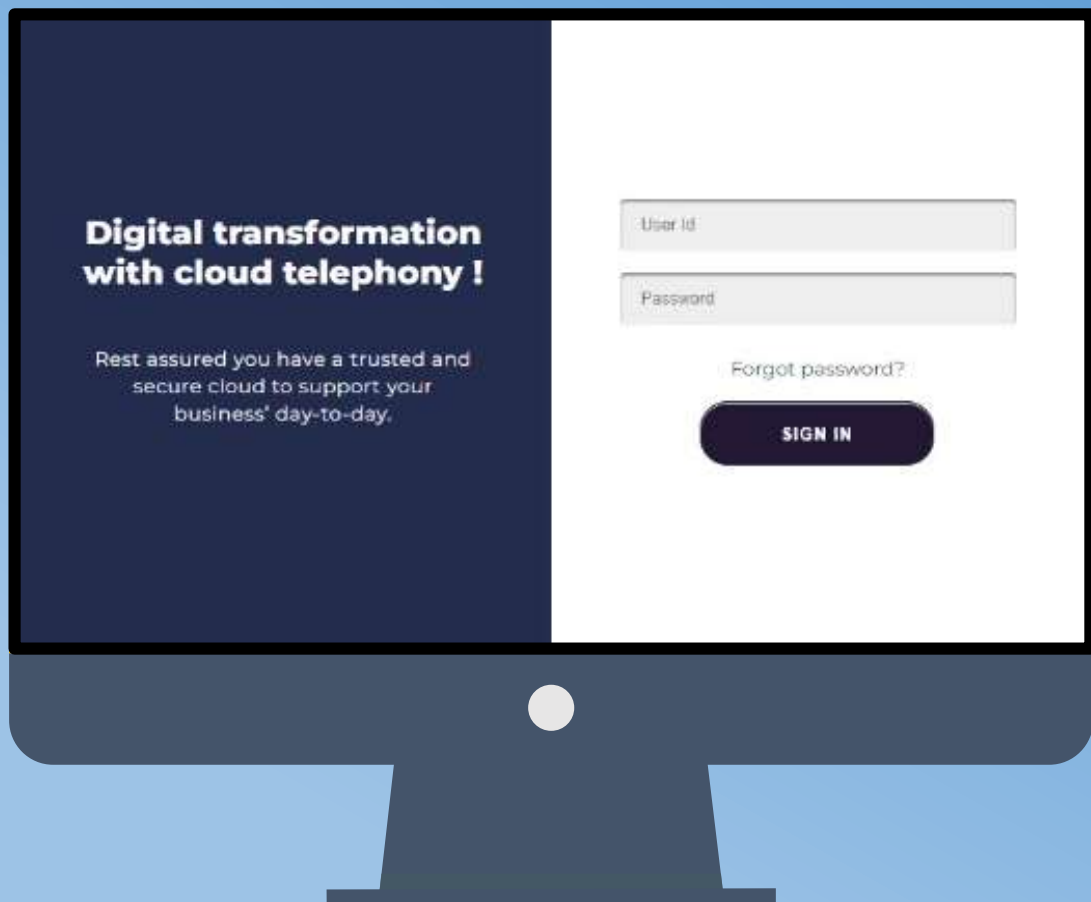 Digital transformation
with cloud telephony !
Rest assured you have a trusted and
secure cloud to support your
business' day-to-day.
User Id
Password
Forgot password?
SIGN IN